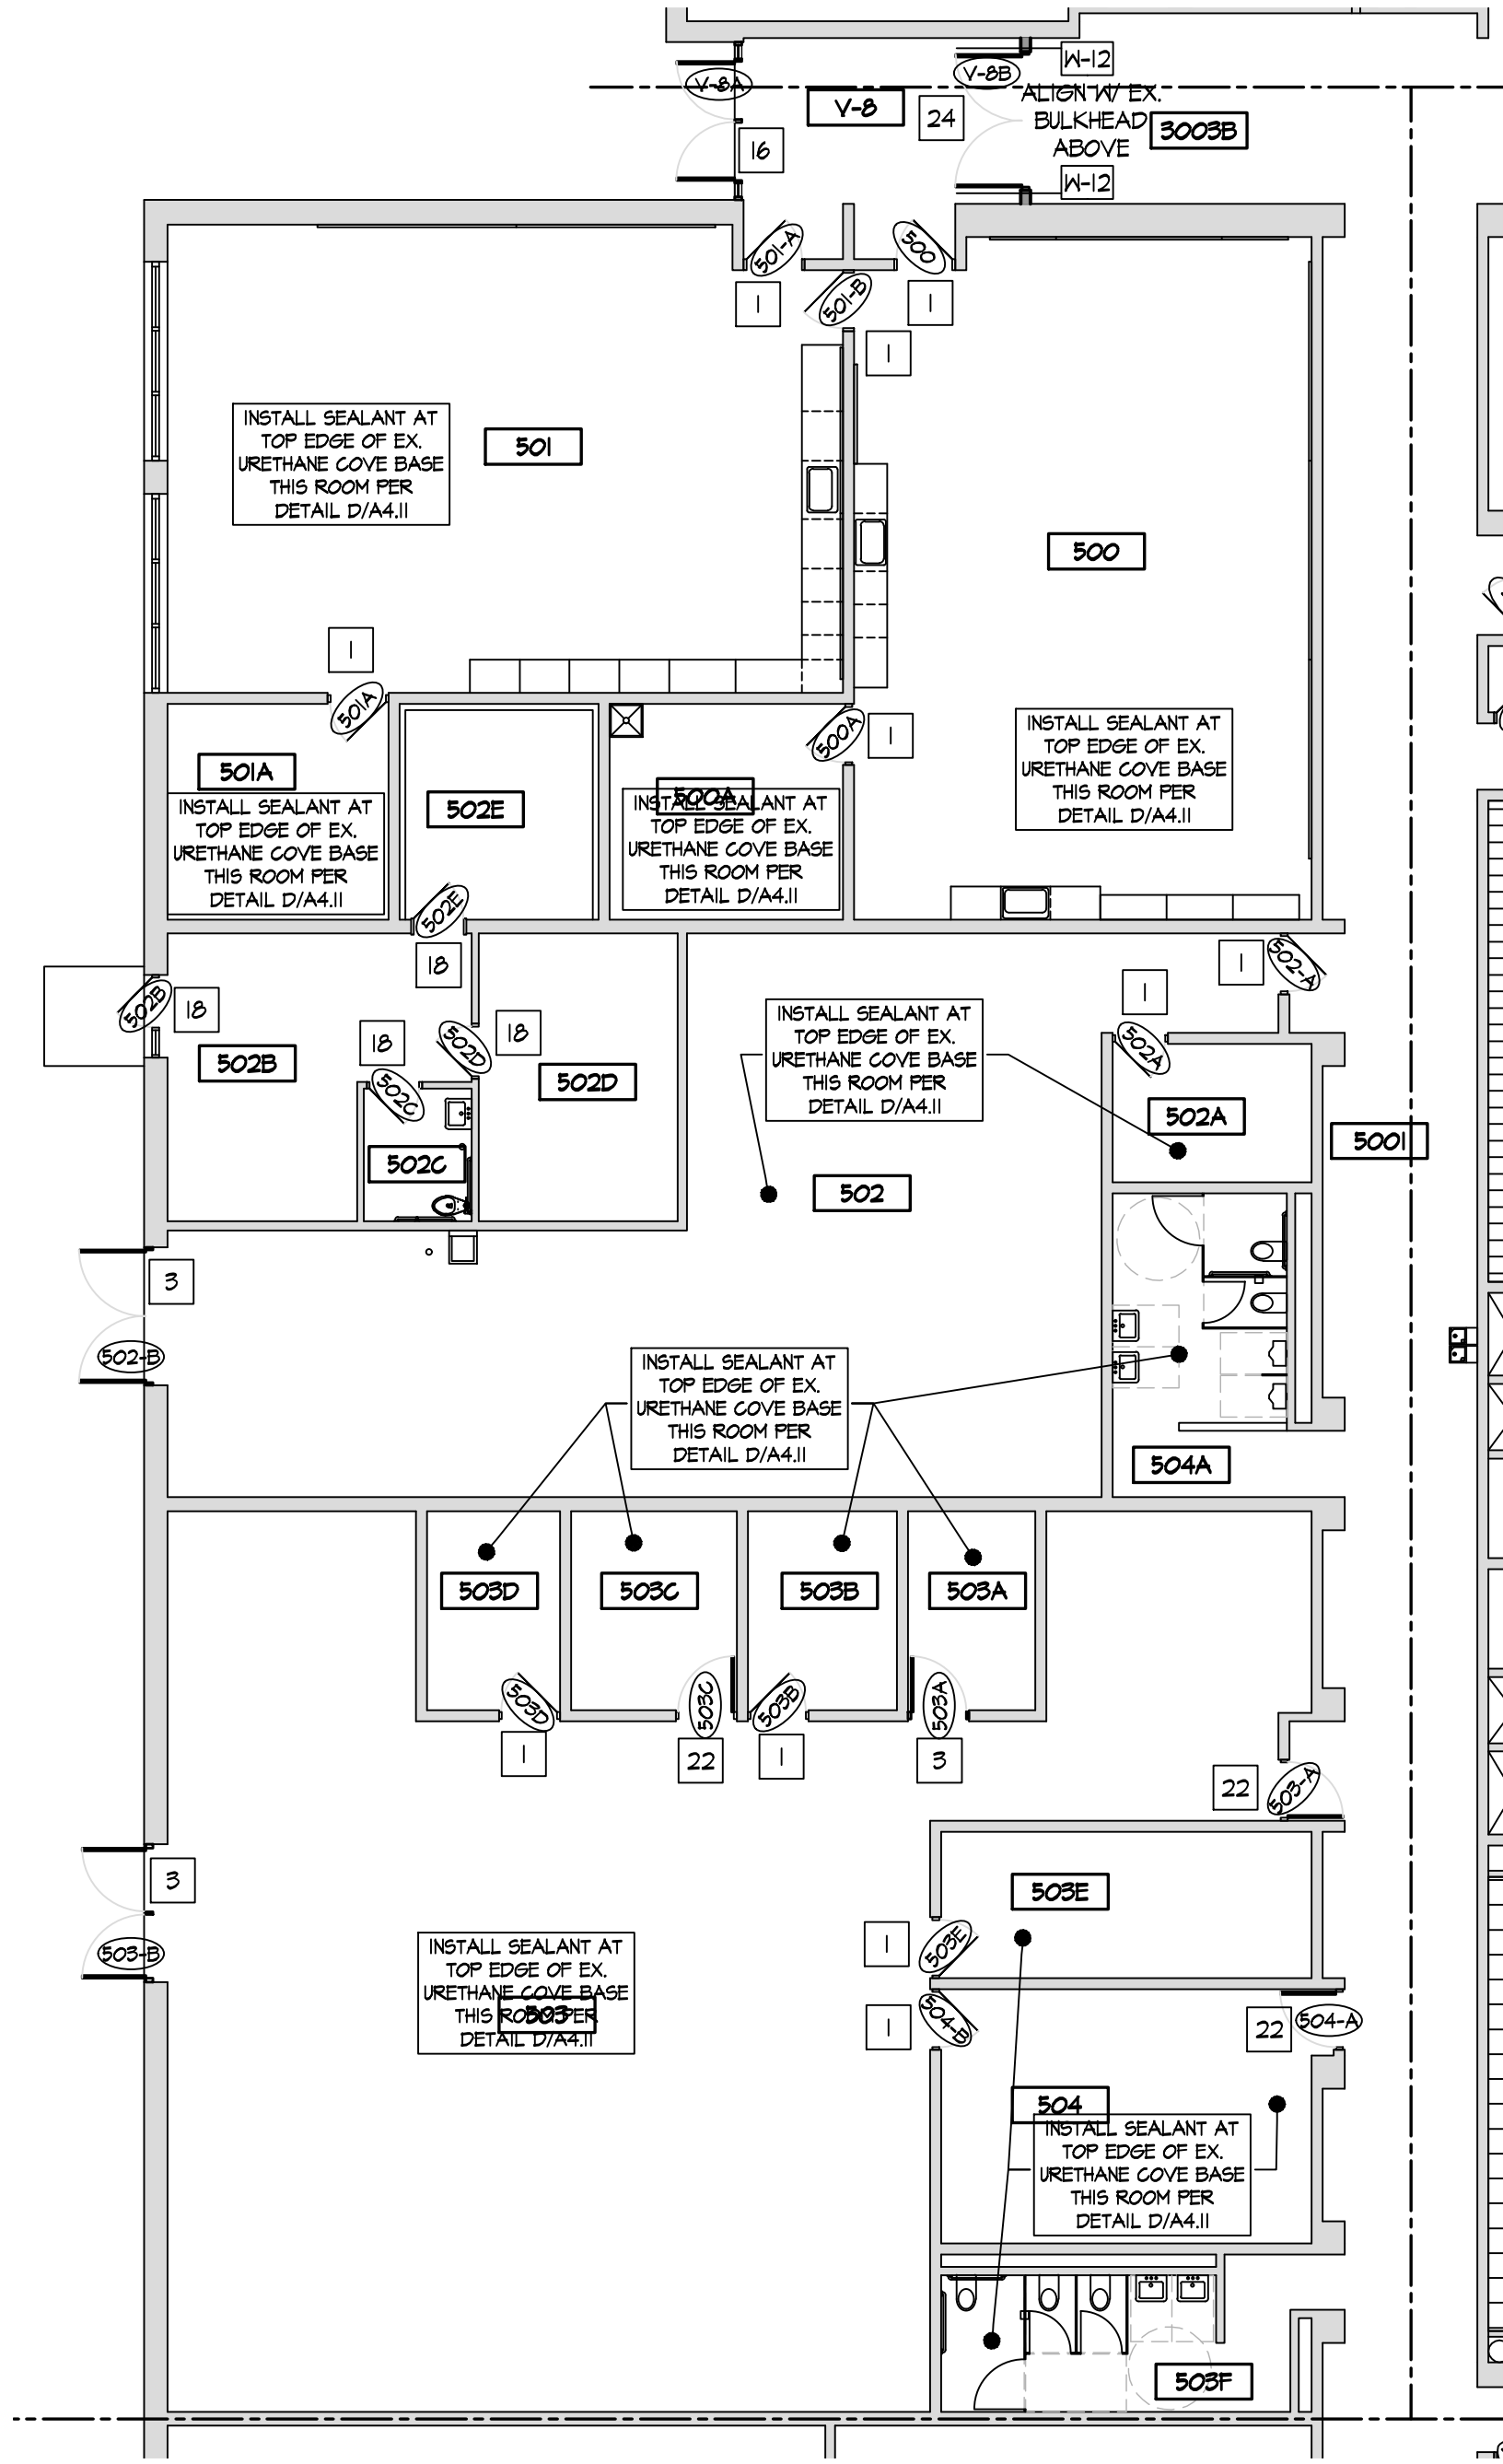 W-12
V-8A
V-8B
V-8
24
ALIGN W/ EX.
BULKHEAD
ABOVE
3003B
16
W-12
501-A
500
1
501-B
1
1
INSTALL SEALANT AT
TOP EDGE OF EX.
URETHANE COVE BASE
THIS ROOM PER
DETAIL D/A4.11
501
500
1
501A
500A
1
INSTALL SEALANT AT
TOP EDGE OF EX.
URETHANE COVE BASE
THIS ROOM PER
DETAIL D/A4.11
501A
INSTALL SEALANT AT
TOP EDGE OF EX.
URETHANE COVE BASE
THIS ROOM PER
DETAIL D/A4.11
502E
500A
INSTALL SEALANT AT
TOP EDGE OF EX.
URETHANE COVE BASE
THIS ROOM PER
DETAIL D/A4.11
502E
18
1
502-A
1
502B
18
18
502D
18
502A
INSTALL SEALANT AT
TOP EDGE OF EX.
URETHANE COVE BASE
THIS ROOM PER
DETAIL D/A4.11
502B
502C
502D
502A
5001
502C
502
3
502-B
INSTALL SEALANT AT
TOP EDGE OF EX.
URETHANE COVE BASE
THIS ROOM PER
DETAIL D/A4.11
504A
503D
503C
503B
503A
503D
503C
503B
503A
1
22
1
3
22
503-A
3
503E
503-B
1
503E
INSTALL SEALANT AT
TOP EDGE OF EX.
URETHANE COVE BASE
THIS ROOM PER
DETAIL D/A4.11
503
1
504-B
22
504-A
504
INSTALL SEALANT AT
TOP EDGE OF EX.
URETHANE COVE BASE
THIS ROOM PER
DETAIL D/A4.11
503F